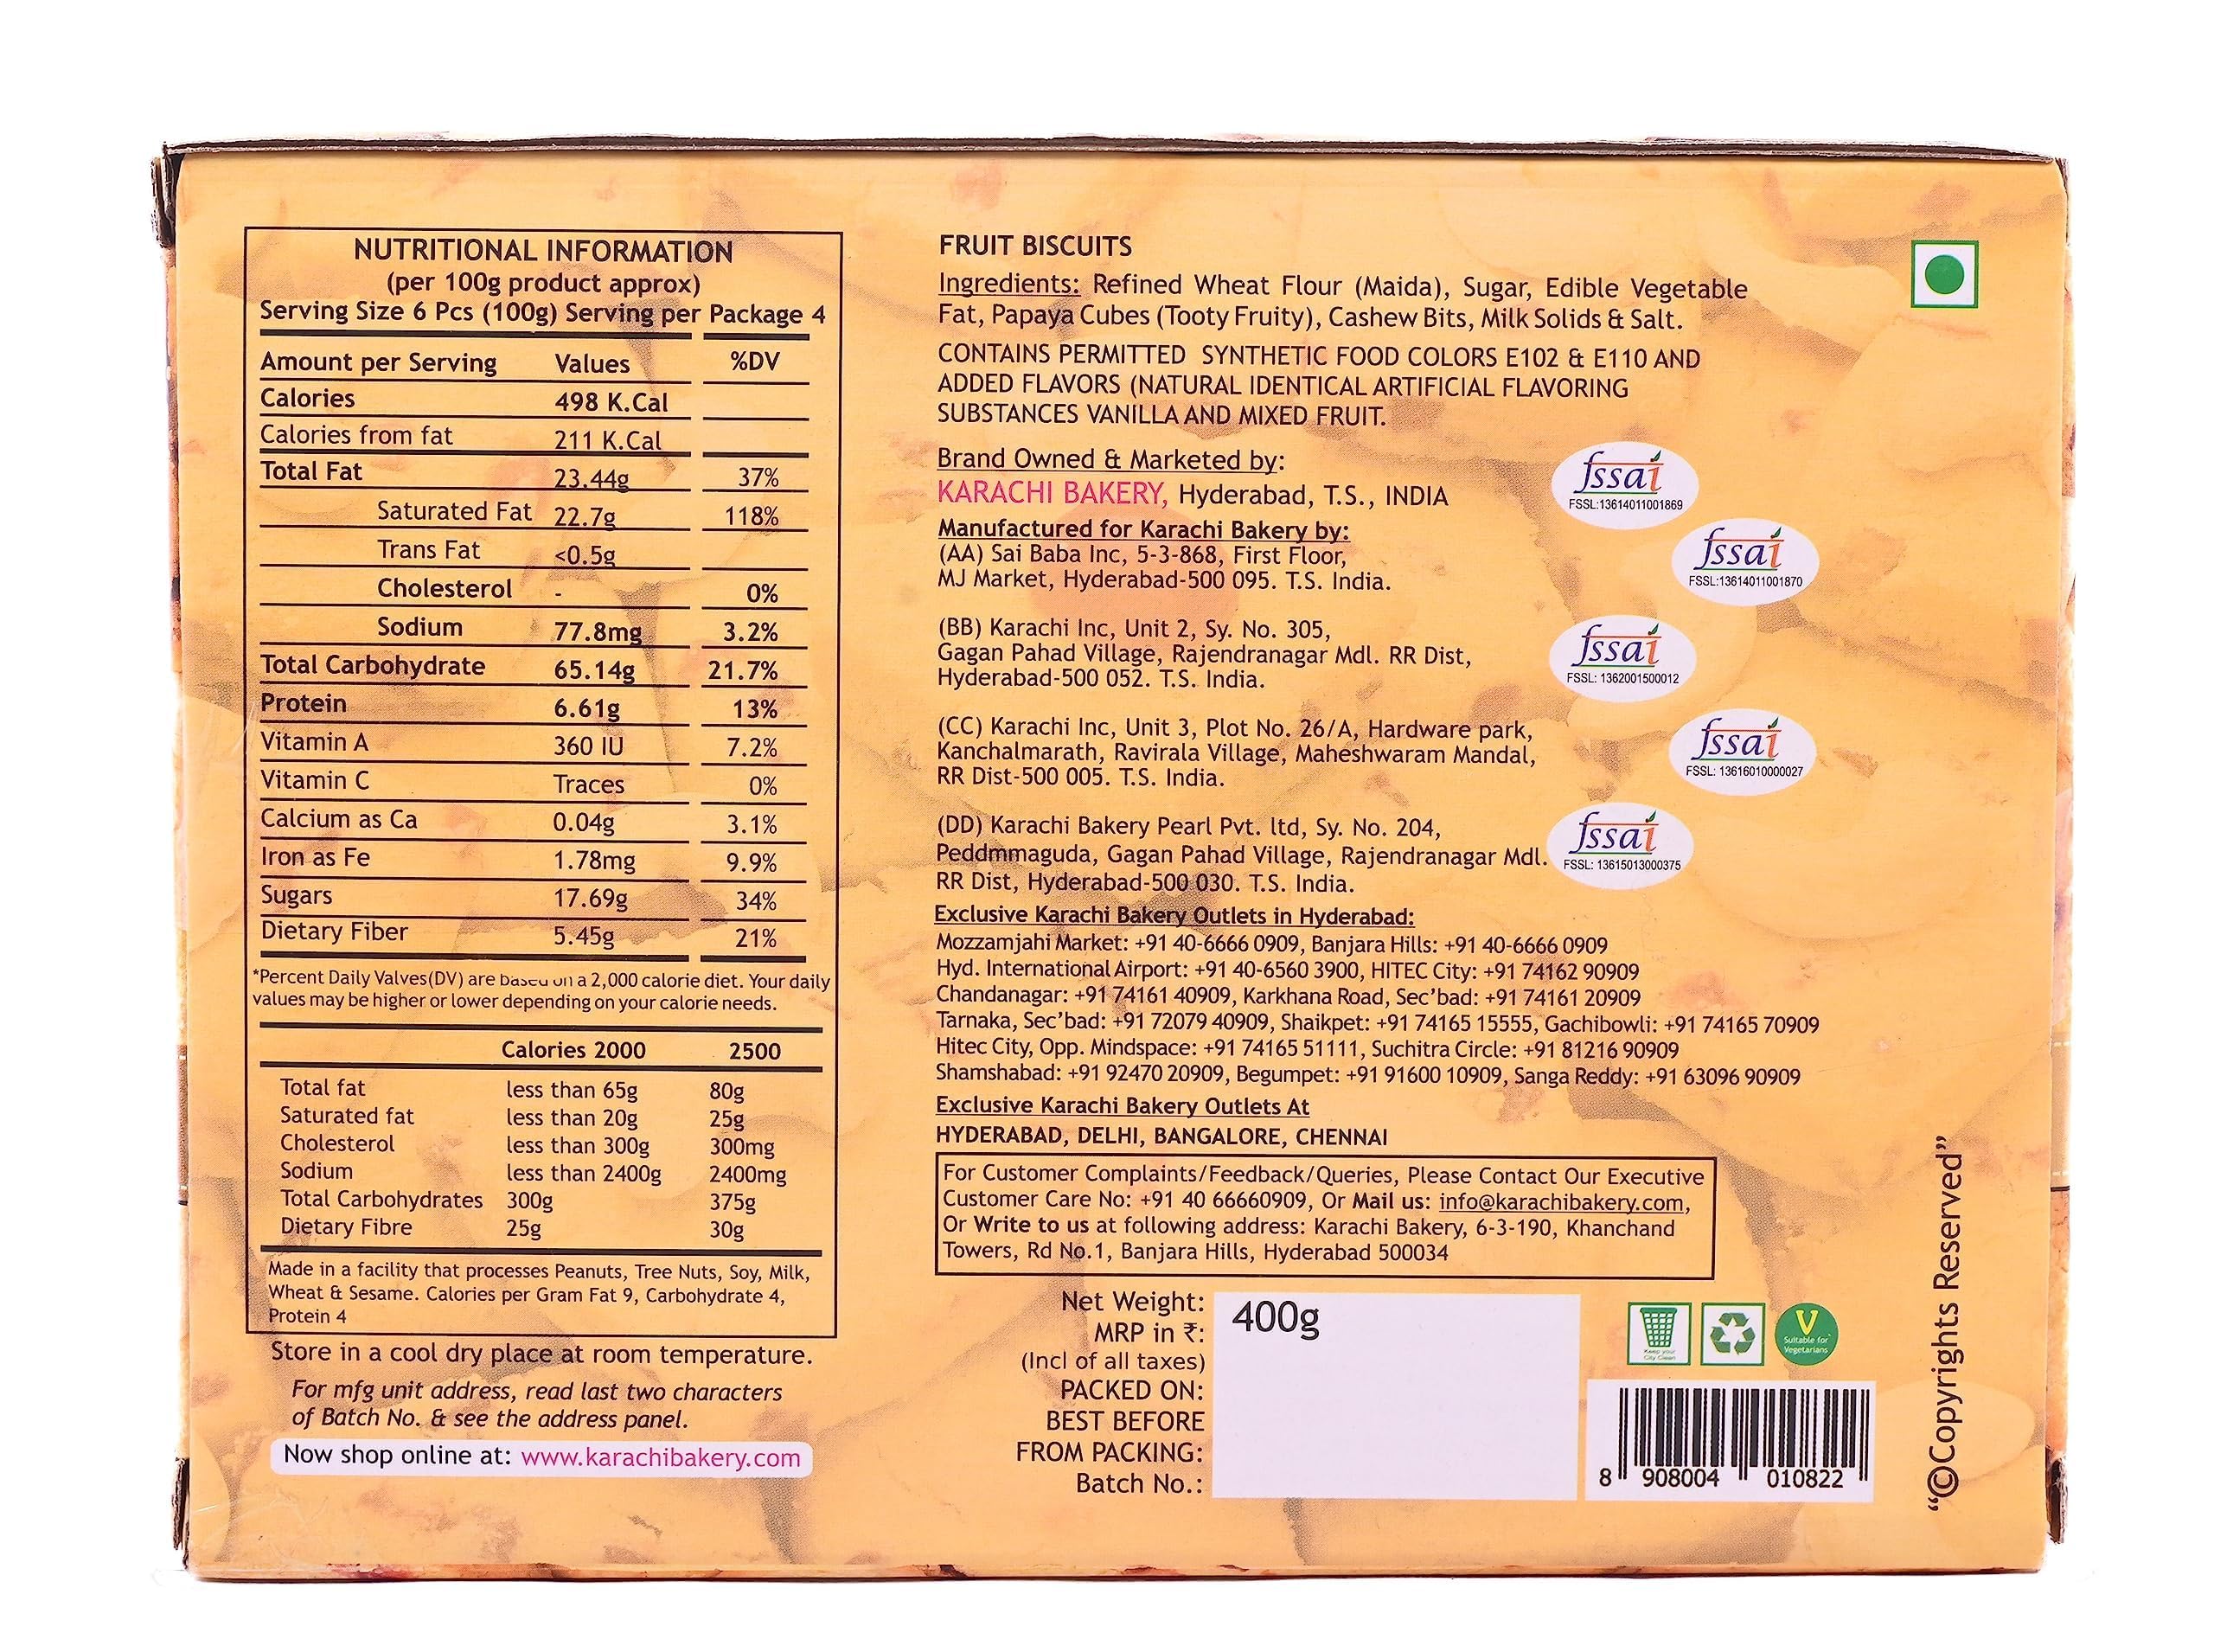 NUTRITIONAL INFORMATION
(per 100g product approx)
Serving Size 6 Pcs (100g) Serving per Package 4
Amount per Serving Values %DV
Calories 498 K.Cal
Calories from fat 211 K.Cal
Total Fat 23.44g 37%
Saturated Fat 22.7g 118%
Trans Fat <0.5g
Cholesterol - 0%
Sodium 77.8mg 3.2%
Total Carbohydrate 65.14g 21.7%
Protein 6.61g 13%
Vitamin A 360 IU 7.2%
Vitamin C Traces 0%
Calcium as Ca 0.04g 3.1%
Iron as Fe 1.78mg 9.9%
Sugars 17.69g 34%
Dietary Fiber 5.45g 21%
*Percent Daily Valves(DV) are based on a 2,000 calorie diet. Your daily
values may be higher or lower depending on your calorie needs.
Calories 2000 2500
Total fat less than 65g 80g
Saturated fat less than 20g 25g
Cholesterol less than 300g 300mg
Sodium less than 2400g 2400mg
Total Carbohydrates 300g 375g
Dietary Fibre 25g 30g
Made in a facility that processes Peanuts, Tree Nuts, Soy, Milk,
Wheat & Sesame. Calories per Gram Fat 9, Carbohydrate 4,
Protein 4
Store in a cool dry place at room temperature.
For mfg unit address, read last two characters
of Batch No. & see the address panel.
Now shop online at: www.karachibakery.com
FRUIT BISCUITS
Ingredients: Refined Wheat Flour (Maida), Sugar, Edible Vegetable
Fat, Papaya Cubes (Tooty Fruity), Cashew Bits, Milk Solids & Salt.
CONTAINS PERMITTED SYNTHETIC FOOD COLORS E102 & E110 AND
ADDED FLAVORS (NATURAL IDENTICAL ARTIFICIAL FLAVORING
SUBSTANCES VANILLA AND MIXED FRUIT.
Brand Owned & Marketed by:
KARACHI BAKERY, Hyderabad, T.S., INDIA
fssai
FSSL:13614011001869
Manufactured for Karachi Bakery by:
(AA) Sai Baba Inc, 5-3-868, First Floor,
MJ Market, Hyderabad-500 095. T.S. India.
fssai
FSSL:13614011001870
(BB) Karachi Inc, Unit 2, Sy. No. 305,
Gagan Pahad Village, Rajendranagar Mdl. RR Dist,
Hyderabad-500 052. T.S. India.
fssai
FSSL: 1362001500012
(CC) Karachi Inc, Unit 3, Plot No. 26/A, Hardware park,
Kanchalmarath, Ravirala Village, Maheshwaram Mandal,
RR Dist-500 005. T.S. India.
fssai
FSSL: 13616010000027
(DD) Karachi Bakery Pearl Pvt. ltd, Sy. No. 204,
Peddmmaguda, Gagan Pahad Village, Rajendranagar Mdl.
RR Dist, Hyderabad-500 030. T.S. India.
fssai
FSSL: 13615013000375
Exclusive Karachi Bakery Outlets in Hyderabad:
Mozzamjahi Market: +91 40-6666 0909, Banjara Hills: +91 40-6666 0909
Hyd. International Airport: +91 40-6560 3900, HITEC City: +91 74162 90909
Chandanagar: +91 74161 40909, Karkhana Road, Sec'bad: +91 74161 20909
Tarnaka, Sec'bad: +91 72079 40909, Shaikpet: +91 74165 15555, Gachibowli: +91 74165 70909
Hitec City, Opp. Mindspace: +91 74165 51111, Suchitra Circle: +91 81216 90909
Shamshabad: +91 92470 20909, Begumpet: +91 91600 10909, Sanga Reddy: +91 63096 90909
Exclusive Karachi Bakery Outlets At
HYDERABAD, DELHI, BANGALORE, CHENNAI
For Customer Complaints/Feedback/Queries, Please Contact Our Executive
Customer Care No: +91 40 66660909, Or Mail us: info@karachibakery.com,
Or Write to us at following address: Karachi Bakery, 6-3-190, Khanchand
Towers, Rd No.1, Banjara Hills, Hyderabad 500034
Net Weight: 400g
MRP in ₹:
(Incl of all taxes)
PACKED ON:
BEST BEFORE
FROM PACKING:
Batch No.:
Keep your
City Clean
V
Suitable for
Vegetarians
8 908004 010822
"©Copyrights Reserved"